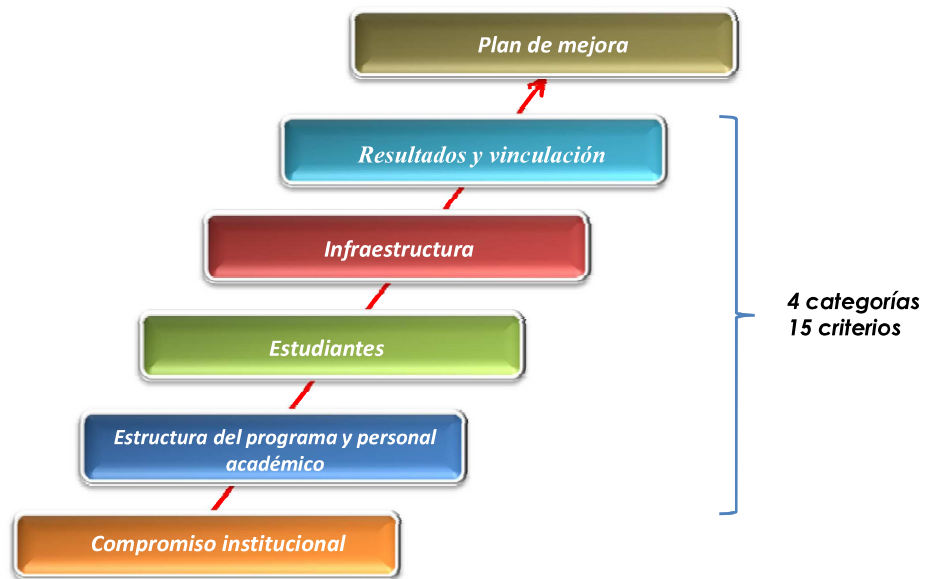 Plan de mejora
Resultados y vinculación
Infraestructura
4 categorías
15 criterios
Estudiantes
Estructura del programa y personal
académico
Compromiso institucional